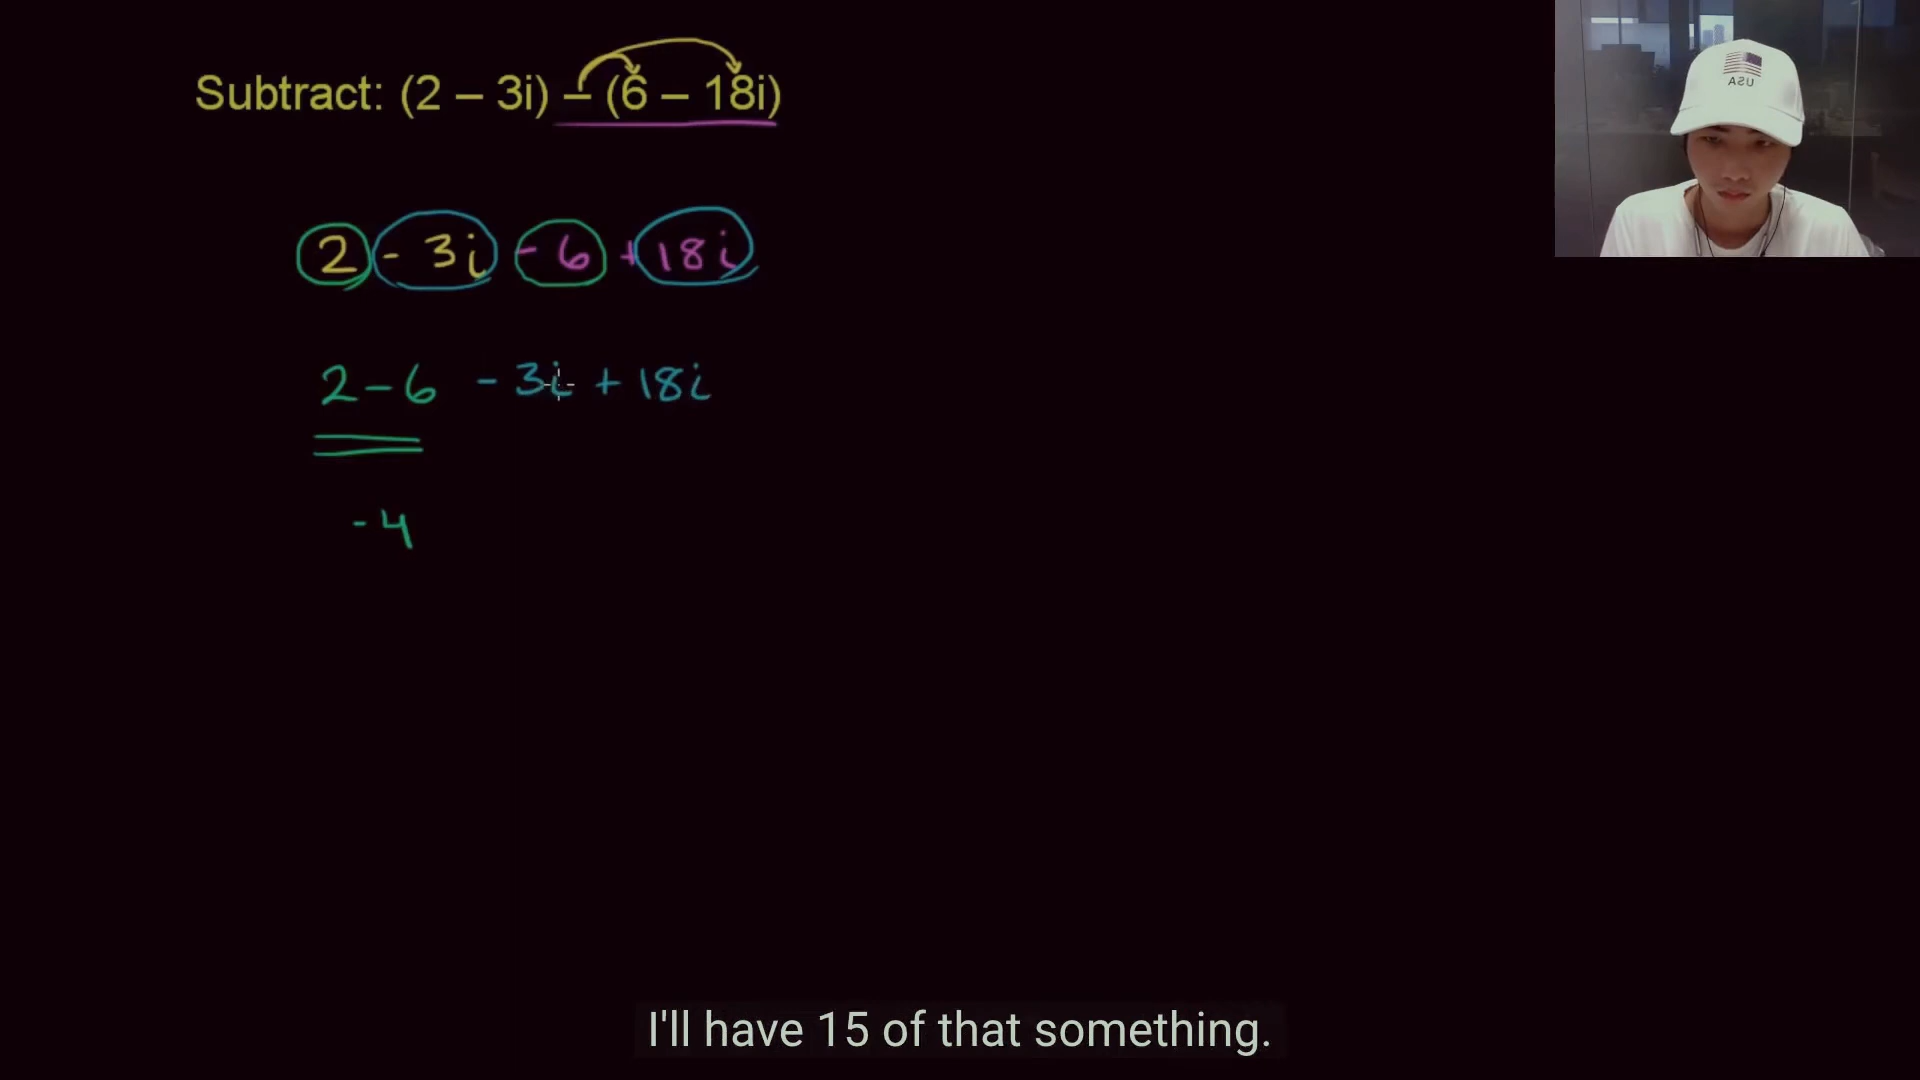 Subtract: (2 – 3i) – (6 – 18i)
USA
2 - 3i - 6 + 18i
2 - 6 - 3i + 18i
- 4
I'll have 15 of that something.